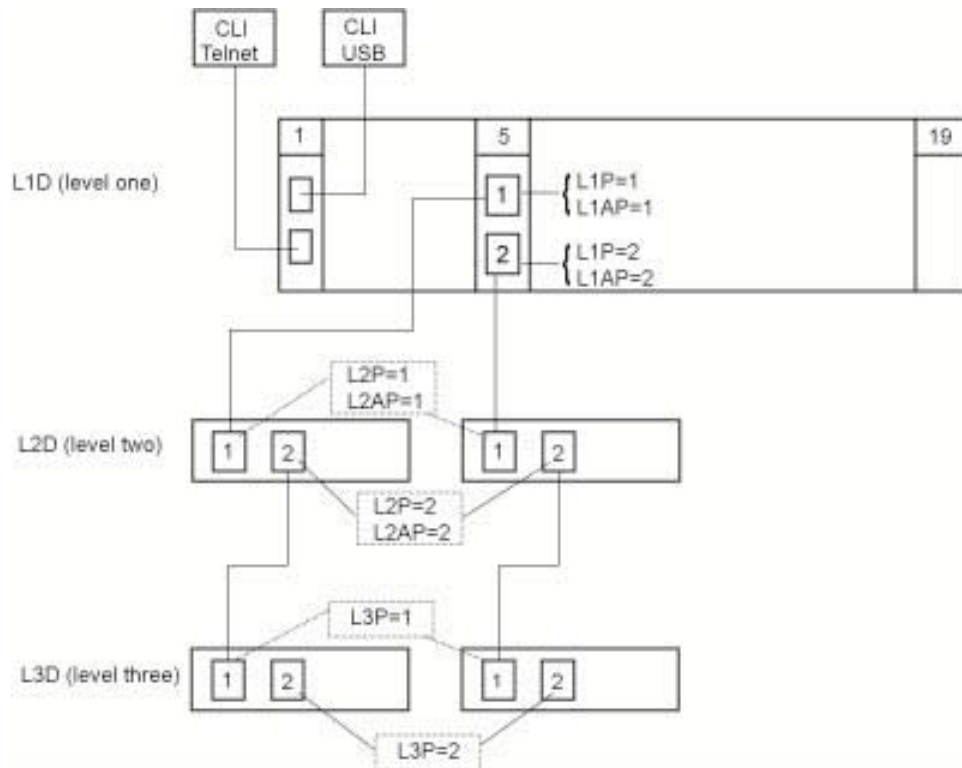 CLI
Telnet
CLI
USB
1
5
19
L1D (level one)
1
L1P=1
L1AP=1
2
L1P=2
L1AP=2
L2P=1
L2AP=1
L2D (level two)
1
2
1
2
L2P=2
L2AP=2
L3P=1
L3D (level three)
1
2
1
2
L3P=2